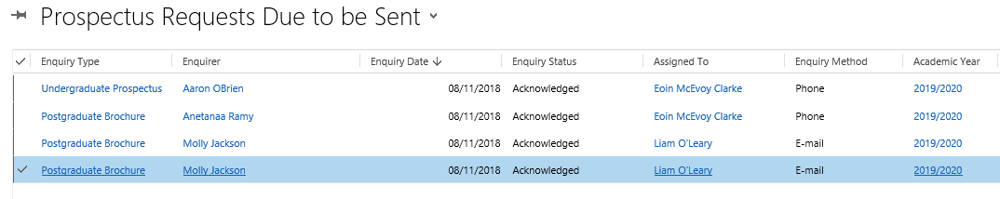 Prospectus Requests Due to be Sent
Enquiry Type Enquirer Enquiry Date Enquiry Status Assigned To Enquiry Method Academic Year
Undergraduate Prospectus Aaron OBrien 08/11/2018 Acknowledged Eoin McEvoy Clarke Phone 2019/2020
Postgraduate Brochure Anetanaa Ramy 08/11/2018 Acknowledged Eoin McEvoy Clarke Phone 2019/2020
Postgraduate Brochure Molly Jackson 08/11/2018 Acknowledged Liam O'Leary E-mail 2019/2020
Postgraduate Brochure Molly Jackson 08/11/2018 Acknowledged Liam O'Leary E-mail 2019/2020